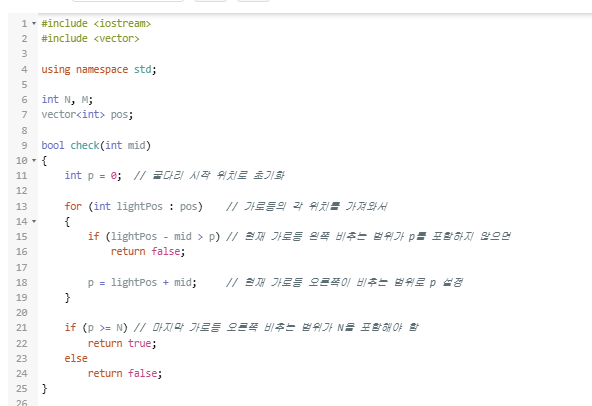 1 #include <iostream>
2 #include <vector>
3
4 using namespace std;
5
6 int N, M;
7 vector<int> pos;
8
9 bool check(int mid)
10 {
11 int p = 0; // 굴다리 시작 위치로 초기화
12
13 for (int lightPos : pos) // 가로등의 각 위치를 가져와서
14 {
15 if (lightPos - mid > p) // 현재 가로등 왼쪽 비추는 범위가 p를 포함하지 않으면
16 return false;
17
18 p = lightPos + mid; // 현재 가로등 오른쪽이 비추는 범위로 p 설정
19 }
20
21 if (p >= N) // 마지막 가로등 오른쪽 비추는 범위가 N을 포함해야 함
22 return true;
23 else
24 return false;
25 }
26